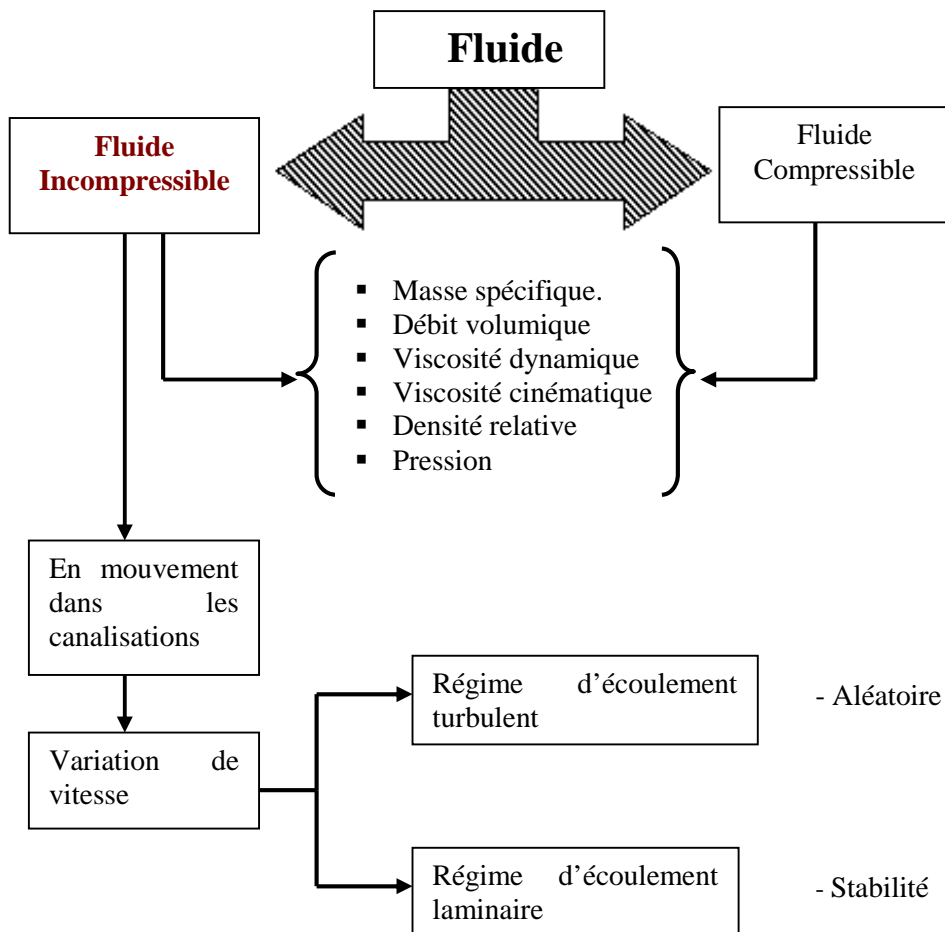 Fluide
Fluide
Incompressible
Fluide
Compressible
▪ Masse spécifique.
▪ Débit volumique
▪ Viscosité dynamique
▪ Viscosité cinématique
▪ Densité relative
▪ Pression
En mouvement
dans les
canalisations
Variation de
vitesse
Régime d’écoulement
turbulent
- Aléatoire
Régime d’écoulement
laminaire
- Stabilité